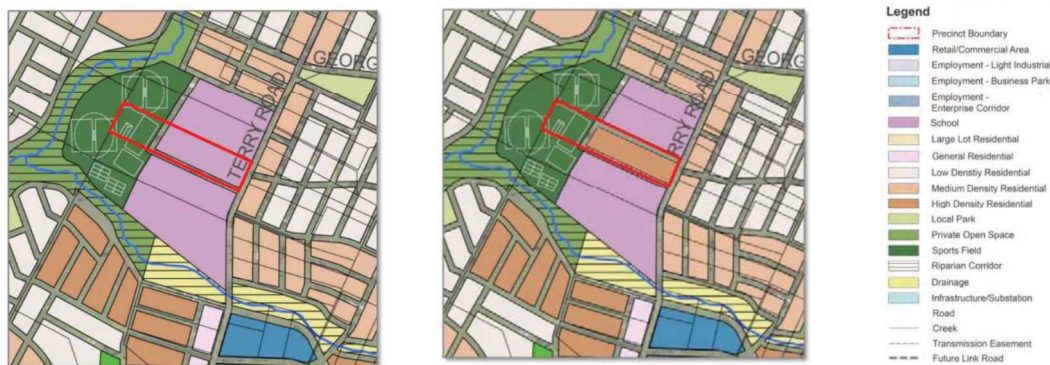 GEORG
TERRY ROAD
GEORG
RRY ROAD
Legend
Precinct Boundary
Retail/Commercial Area
Employment - Light Industrial
Employment - Business Park
Employment -
Enterprise Corridor
School
Large Lot Residential
General Residential
Low Denstiy Residential
Medium Density Residential
High Density Residential
Local Park
Private Open Space
Sports Field
Riparian Corridor
Drainage
Infrastructure/Substation
Road
Creek
Transmission Easement
Future Link Road